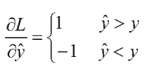 ∂L/∂ŷ = { 1 ŷ > y
−1 ŷ < y